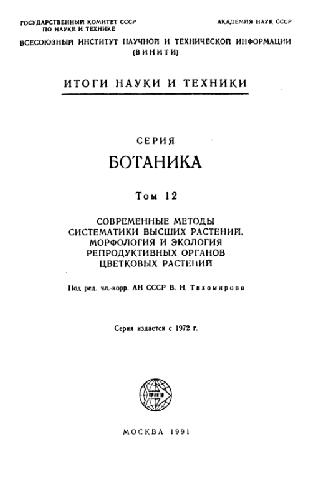 ГОСУДАРСТВЕННЫЙ КОМИТЕТ СССР
ПО НАУКЕ И ТЕХНИКЕ
АКАДЕМИЯ НАУК СССР
ВСЕСОЮЗНЫЙ ИНСТИТУТ НАУЧНОЙ И ТЕХНИЧЕСКОЙ ИНФОРМАЦИИ
(ВИНИТИ)
ИТОГИ НАУКИ И ТЕХНИКИ
СЕРИЯ
БОТАНИКА
Том 12
СОВРЕМЕННЫЕ МЕТОДЫ
СИСТЕМАТИКИ ВЫСШИХ РАСТЕНИЙ.
МОРФОЛОГИЯ И ЭКОЛОГИЯ
РЕПРОДУКТИВНЫХ ОРГАНОВ
ЦВЕТКОВЫХ РАСТЕНИЙ
Под ред. чл.-корр. АН СССР В. Н. Тихомирова
Серия издается с 1972 г.
МОСКВА 1991